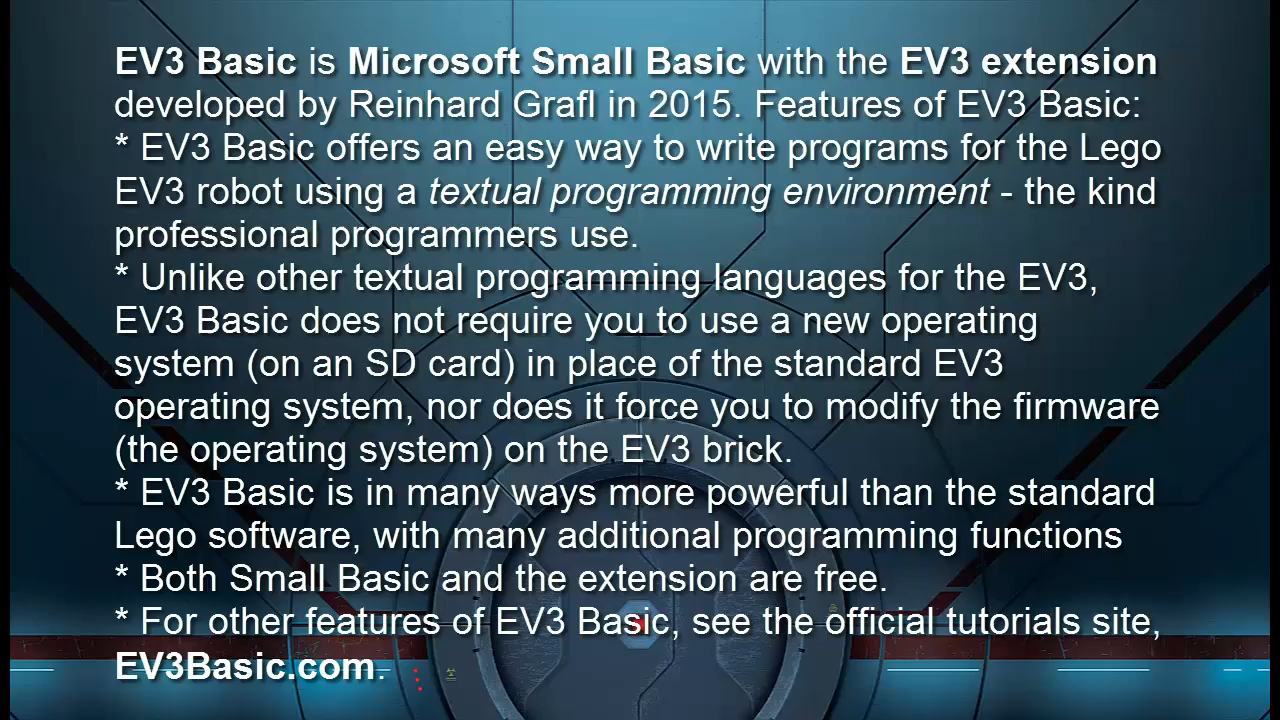 EV3 Basic is Microsoft Small Basic with the EV3 extension
developed by Reinhard Grafl in 2015. Features of EV3 Basic:
* EV3 Basic offers an easy way to write programs for the Lego
EV3 robot using a textual programming environment - the kind
professional programmers use.
* Unlike other textual programming languages for the EV3,
EV3 Basic does not require you to use a new operating
system (on an SD card) in place of the standard EV3
operating system, nor does it force you to modify the firmware
(the operating system) on the EV3 brick.
* EV3 Basic is in many ways more powerful than the standard
Lego software, with many additional programming functions
* Both Small Basic and the extension are free.
* For other features of EV3 Basic, see the official tutorials site,
EV3Basic.com.